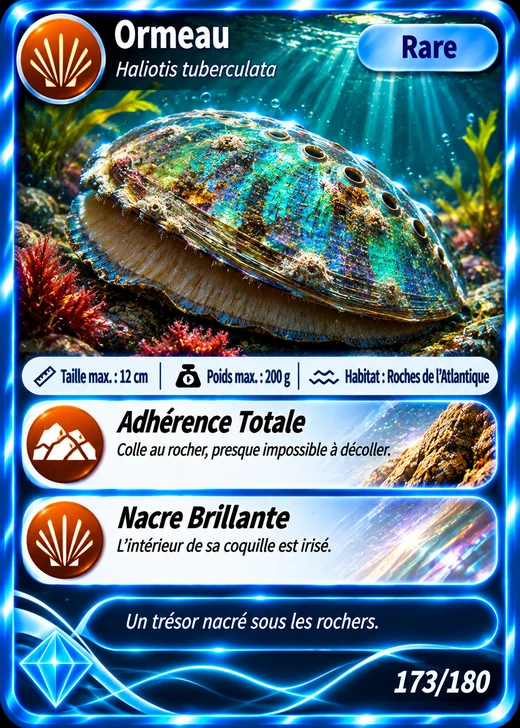 Ormeau
Rare
Haliotis tuberculata
Taille max. : 12 cm
Poids max. : 200 g
Habitat : Roches de l'Atlantique
Adhérence Totale
Colle au rocher, presque impossible à décoller.
Nacre Brillante
L'intérieur de sa coquille est irisé.
Un trésor nacré sous les rochers.
173/180